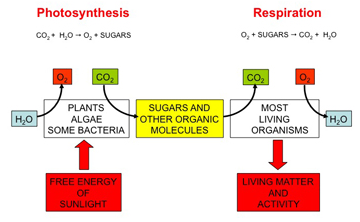 Photosynthesis
CO₂ + H₂O → O₂ + SUGARS
Respiration
O₂ + SUGARS → CO₂ + H₂O
O₂
CO₂
CO₂
O₂
H₂O
PLANTS
ALGAE
SOME BACTERIA
SUGARS AND
OTHER ORGANIC
MOLECULES
MOST
LIVING
ORGANISMS
H₂O
FREE ENERGY
OF
SUNLIGHT
LIVING MATTER
AND
ACTIVITY